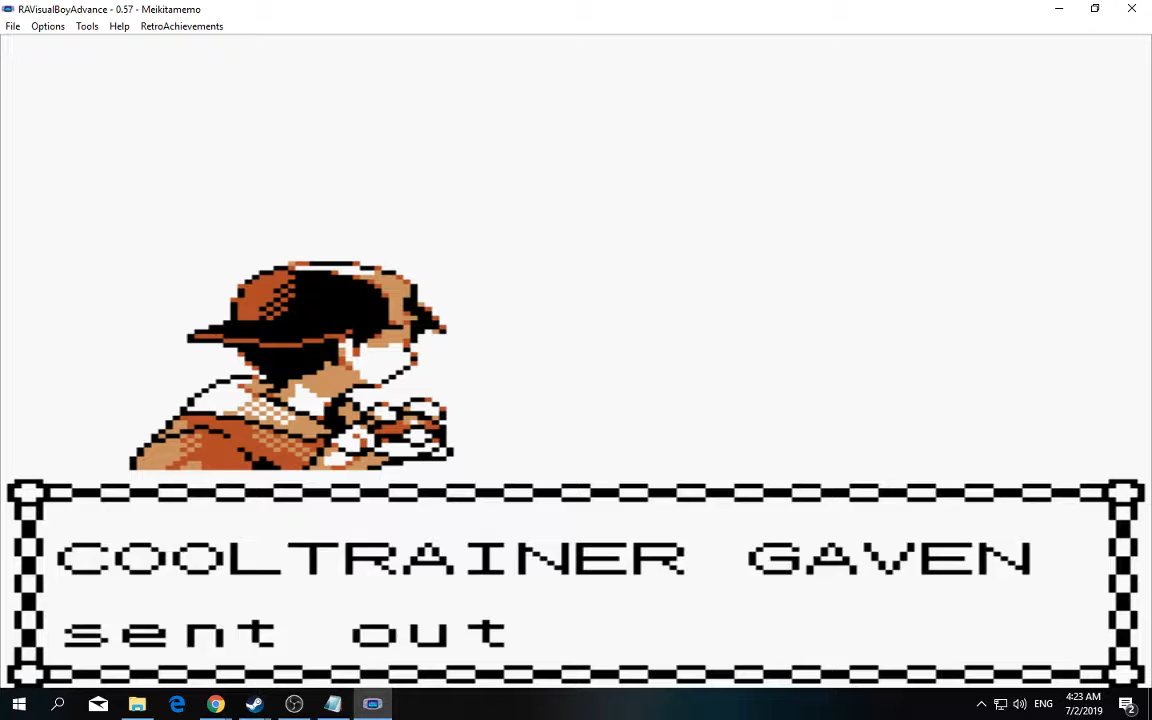 RAVisualBoyAdvance - 0.57 - Meikitamemo
File Options Tools Help RetroAchievements
COOLTRAINER GAVEN
sent out
ENG
4:23 AM
7/2/2019
2